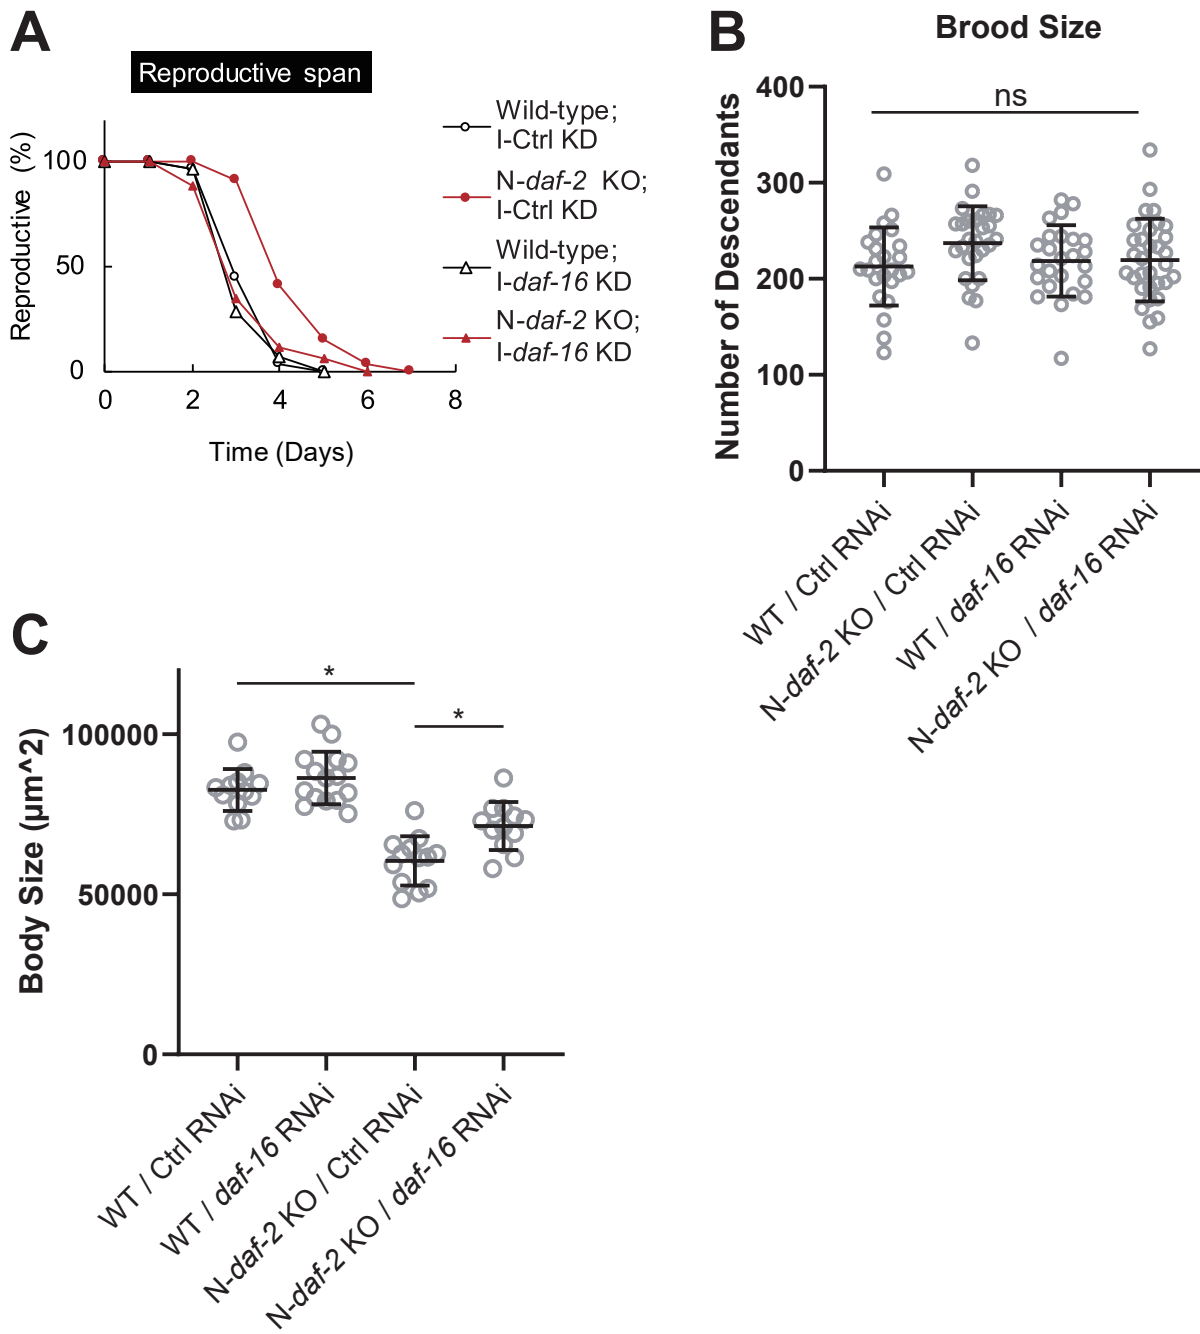 A
Reproductive span
Reproductive (%)
100
50
0
0 2 4 6 8
Time (Days)
Wild-type;
I-Ctrl KD
N-daf-2 KO;
I-Ctrl KD
Wild-type;
I-daf-16 KD
N-daf-2 KO;
I-daf-16 KD
B
Brood Size
Number of Descendants
400
300
200
100
0
ns
WT / Ctrl RNAi
N-daf-2 KO / Ctrl RNAi
WT / daf-16 RNAi
N-daf-2 KO / daf-16 RNAi
C
Body Size (µm^2)
100000
50000
0
*
*
WT / Ctrl RNAi
WT / daf-16 RNAi
N-daf-2 KO / Ctrl RNAi
N-daf-2 KO / daf-16 RNAi